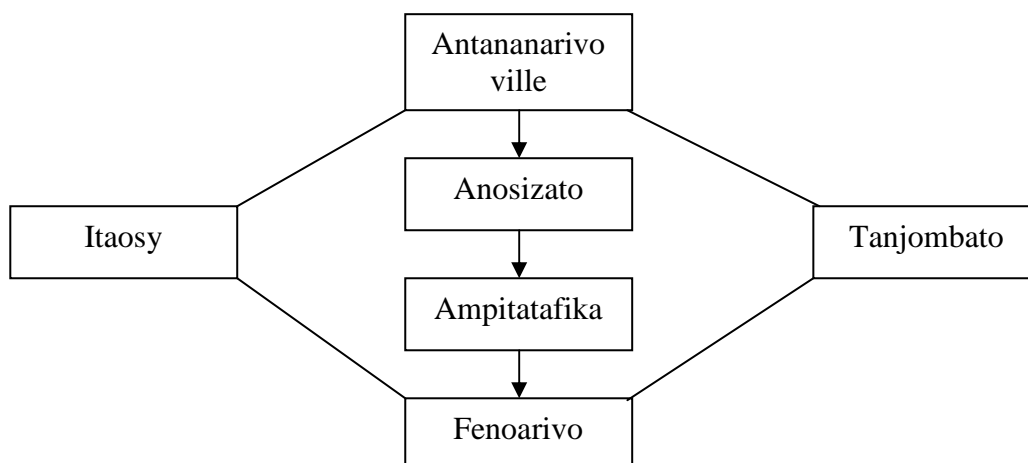 Antananarivo
ville
Anosizato
Itaosy
Tanjombato
Ampitatafika
Fenoarivo